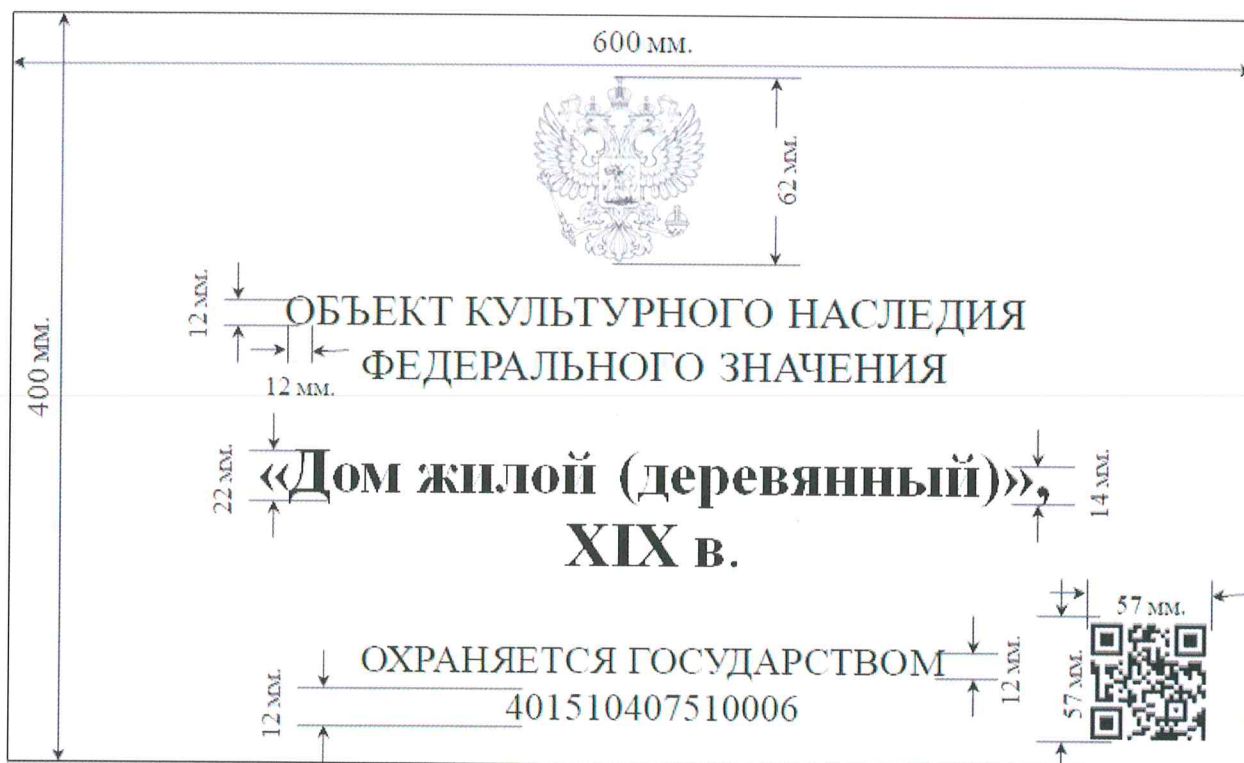 600 мм.
62 мм.
12 мм.
ОБЪЕКТ КУЛЬТУРНОГО НАСЛЕДИЯ
ФЕДЕРАЛЬНОГО ЗНАЧЕНИЯ
12 мм.
400 мм.
22 мм.
«Дом жилой (деревянный)»,
14 мм.
XIX в.
57 мм.
ОХРАНЯЕТСЯ ГОСУДАРСТВОМ
12 мм.
57 мм.
12 мм.
401510407510006